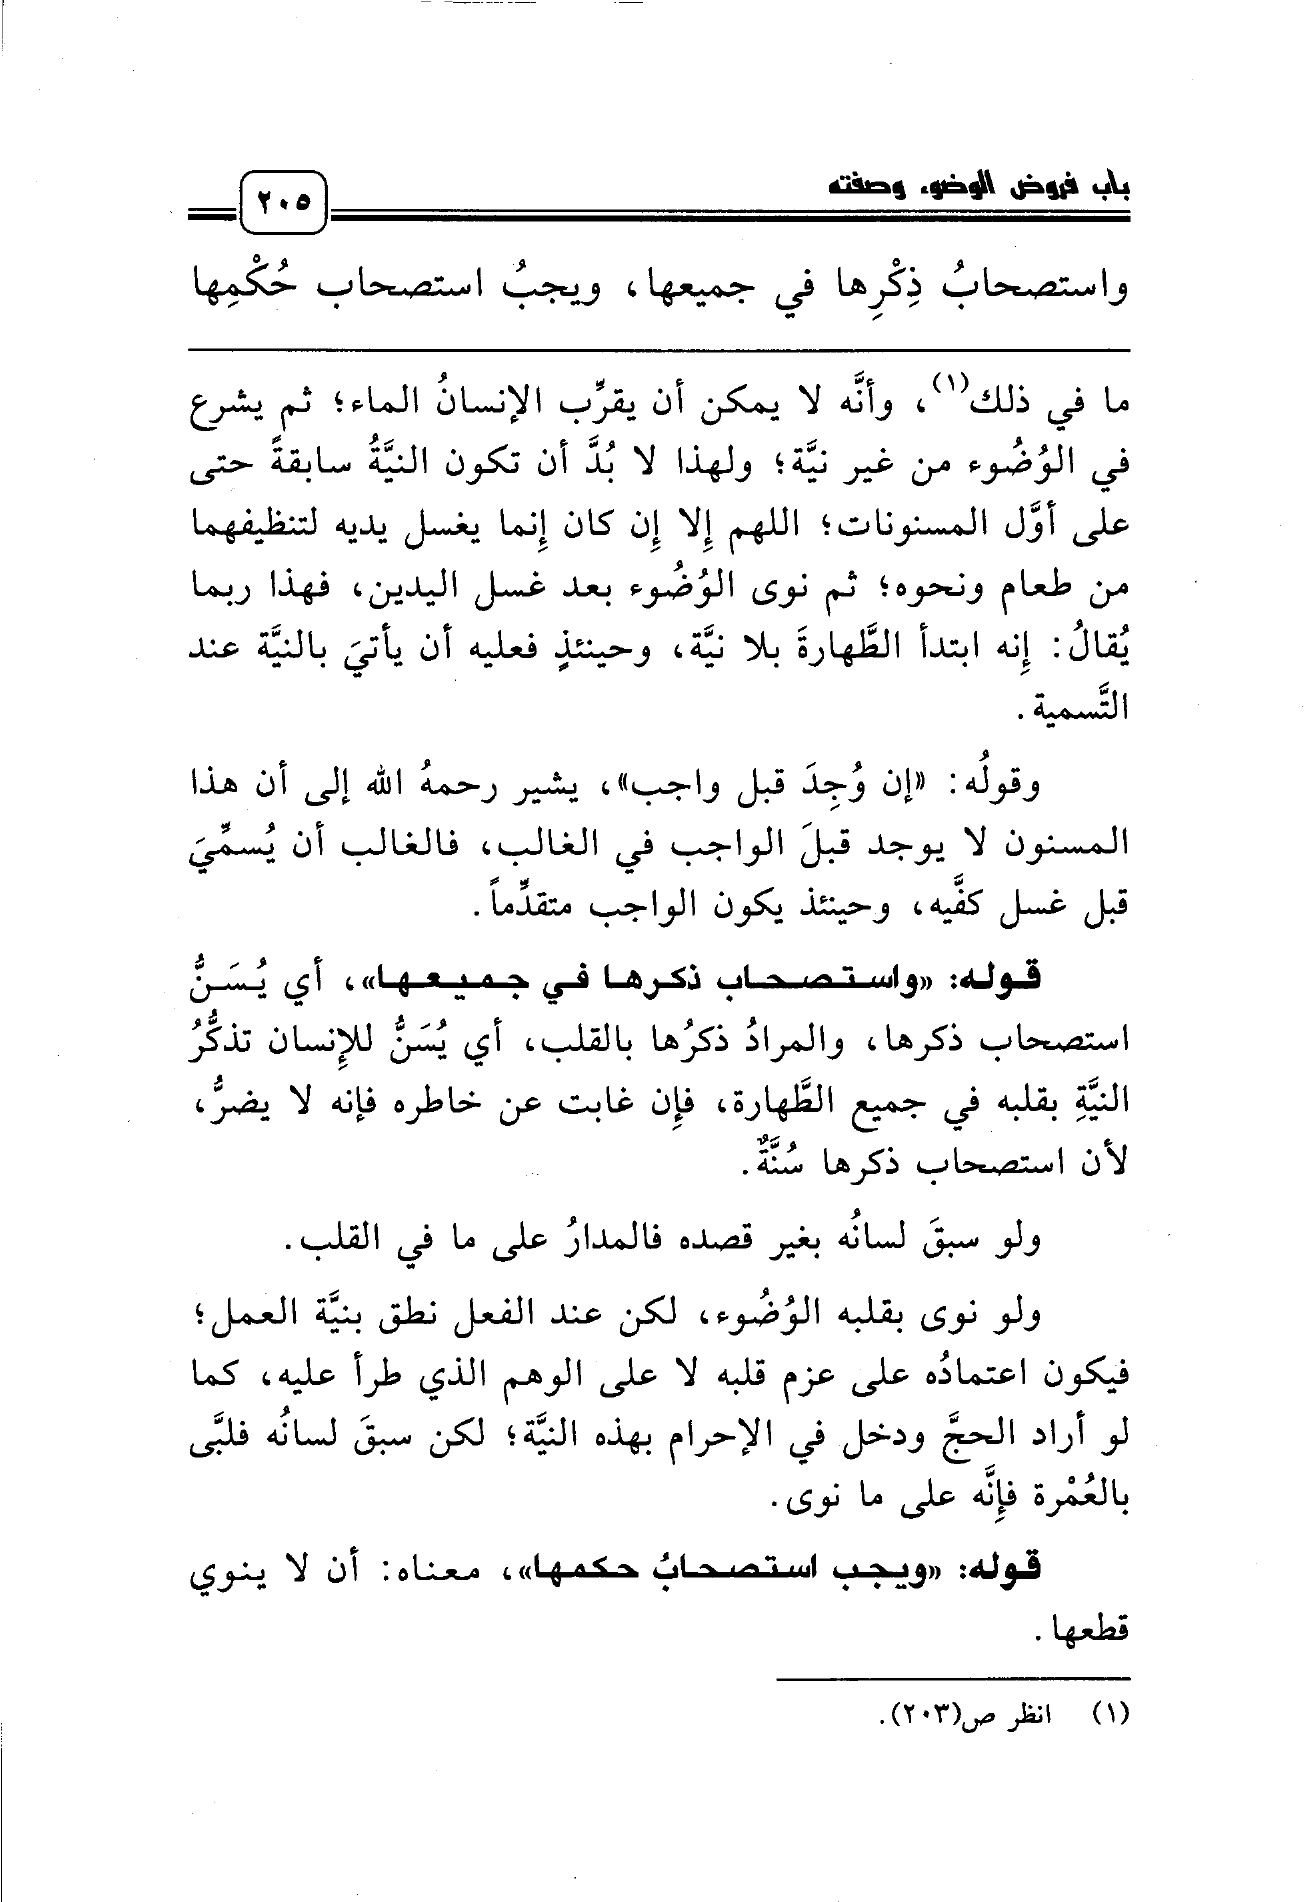 باب فروض الوضوء وصفته
٢٠٥
واستصحابُ ذِكْرِها في جميعها، ويجبُ استصحاب حُكْمِها
ما في ذلك(١)، وأنَّه لا يمكن أن يقرِّب الإنسانُ الماء؛ ثم يشرع
في الوُضُوء من غير نيَّة؛ ولهذا لا بُدَّ أن تكون النيَّةُ سابقةً حتى
على أوَّل المسنونات؛ اللهم إِلا إِن كان إِنما يغسل يديه لتنظيفهما
من طعام ونحوه؛ ثم نوى الوُضُوء بعد غسل اليدين، فهذا ربما
يُقالُ: إِنه ابتدأ الطَّهارةَ بلا نيَّة، وحينئذٍ فعليه أن يأتيَ بالنيَّة عند
التَّسمية.
وقولُه: «إن وُجِدَ قبل واجب»، يشير رحمهُ الله إلى أن هذا
المسنون لا يوجد قبلَ الواجب في الغالب، فالغالب أن يُسمِّيَ
قبل غسل كفَّيه، وحينئذ يكون الواجب متقدِّماً.
قوله: «واستصحاب ذكرها في جميعها»، أي يُسَنُّ
استصحاب ذكرها، والمرادُ ذكرُها بالقلب، أي يُسَنُّ للإِنسان تذكُّرُ
النيَّةِ بقلبه في جميع الطَّهارة، فإِن غابت عن خاطره فإنه لا يضرُّ،
لأن استصحاب ذكرها سُنَّةٌ.
ولو سبقَ لسانُه بغير قصده فالمدارُ على ما في القلب.
ولو نوى بقلبه الوُضُوء، لكن عند الفعل نطق بنيَّة العمل؛
فيكون اعتمادُه على عزم قلبه لا على الوهم الذي طرأ عليه، كما
لو أراد الحجَّ ودخل في الإحرام بهذه النيَّة؛ لكن سبقَ لسانُه فلبَّى
بالعُمْرة فإِنَّه على ما نوى.
قوله: «ويجب استصحابُ حكمها»، معناه: أن لا ينوي
قطعها.
(١) انظر ص(٢٠٣).